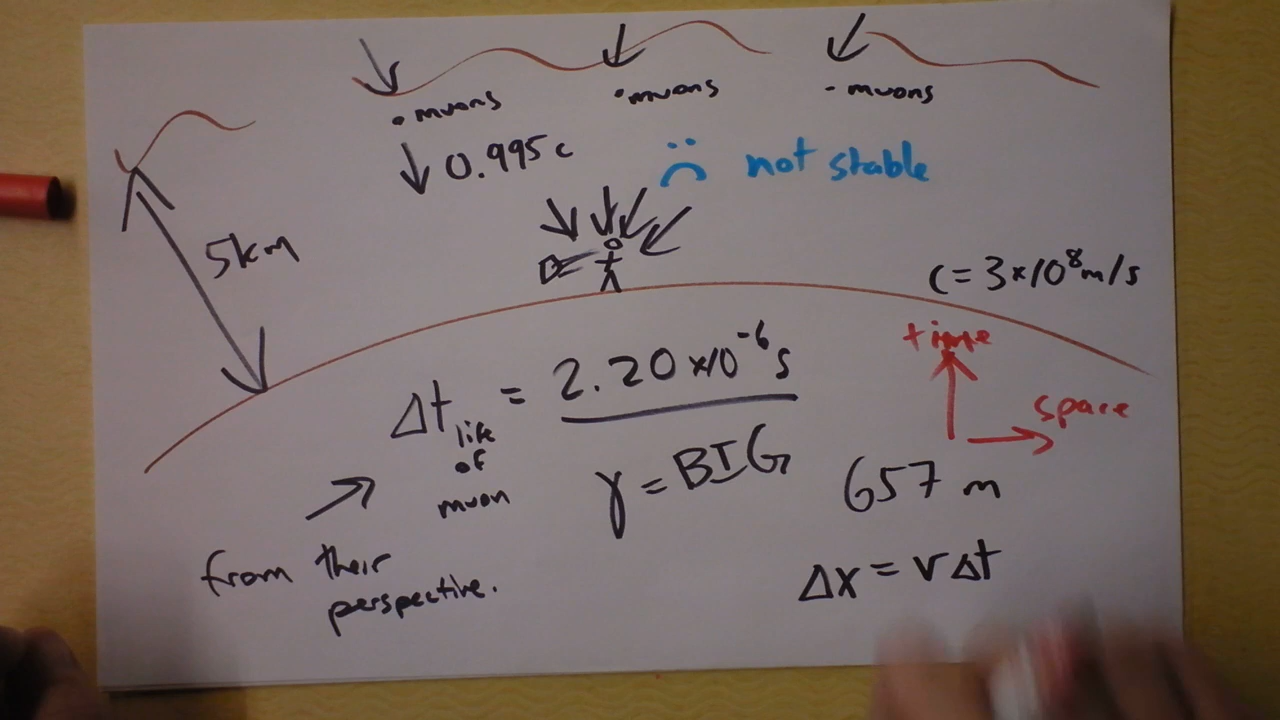 • muons
• muons
- muons
↓ 0.995c
not stable
5km
c = 3×10⁸ m/s
time
space
Δt life of muon = 2.20×10⁻⁶ s
γ = BIG
657 m
from their
perspective.
Δx = vΔt